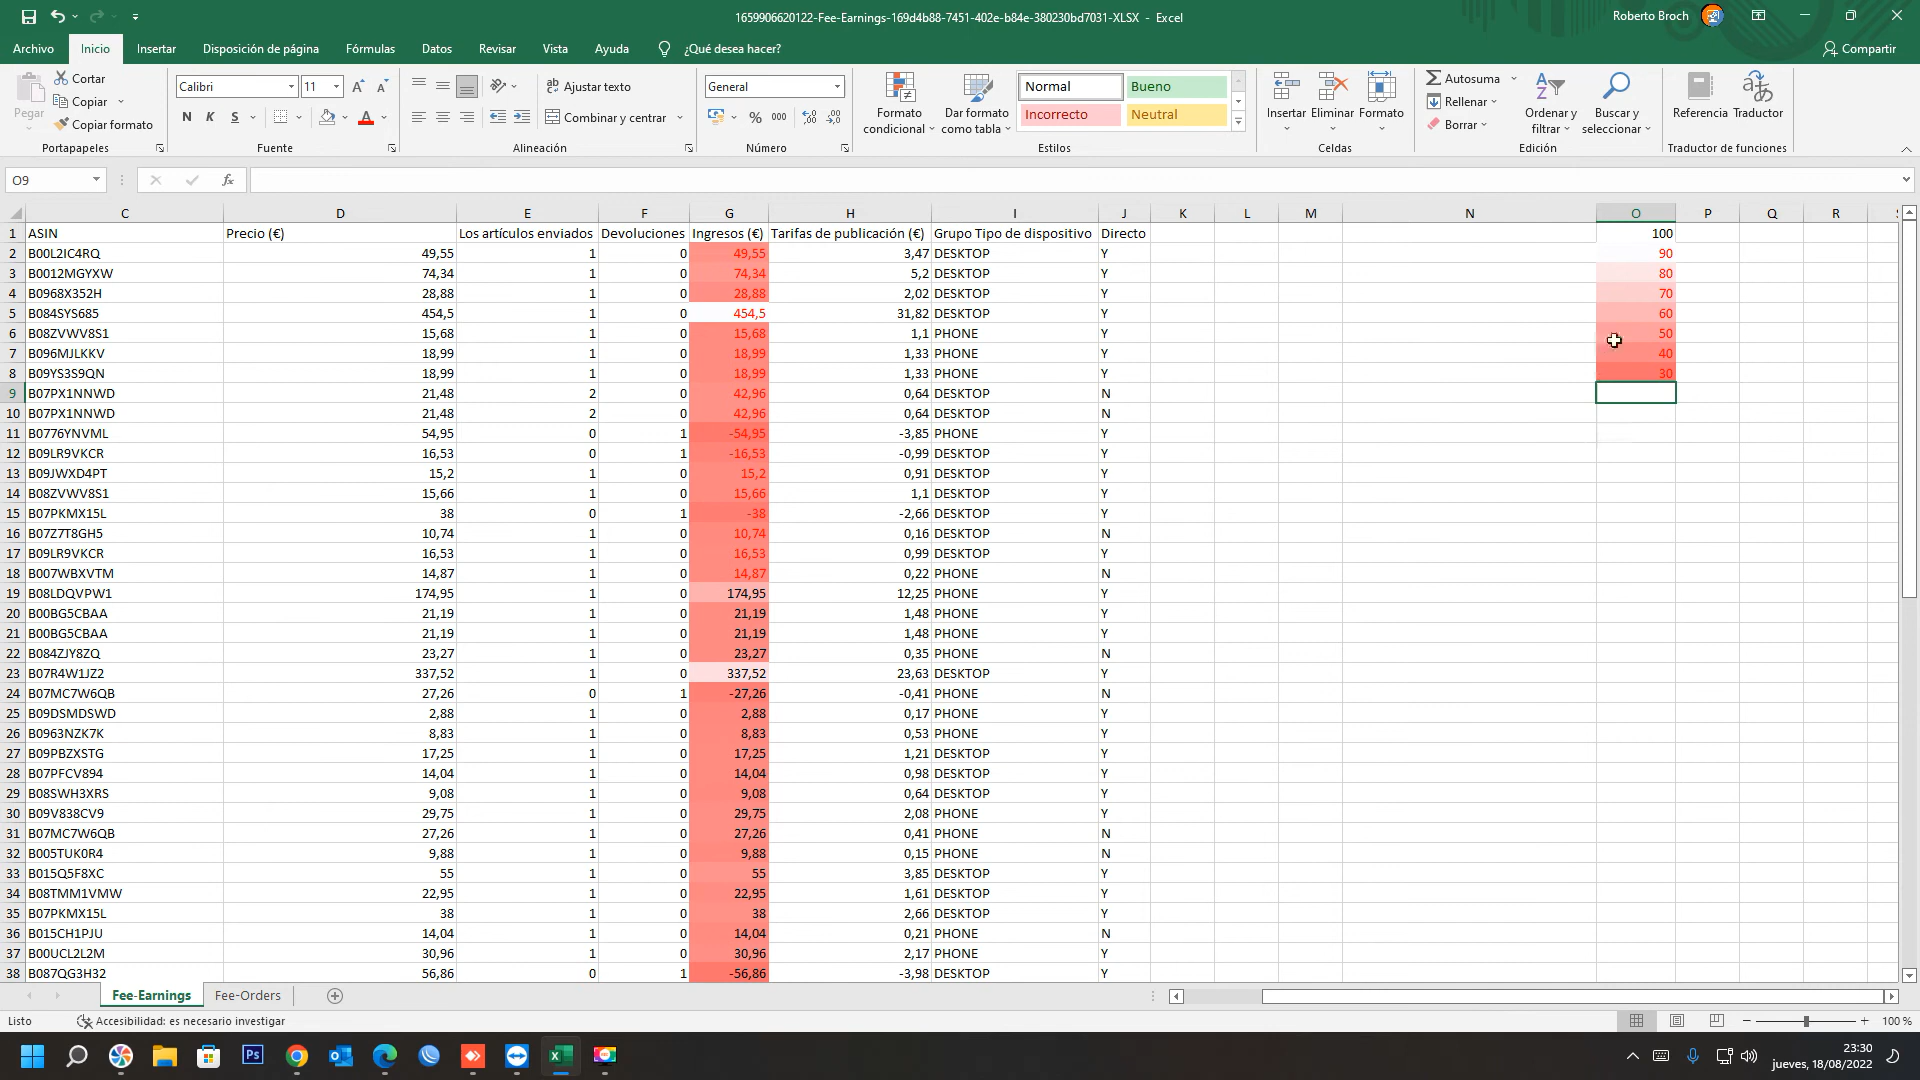 1659906620122-Fee-Earnings-169d4b88-7451-402e-b84e-380230bd7031-XLSX - Excel
Roberto Broch
Archivo Inicio Insertar Disposición de página Fórmulas Datos Revisar Vista Ayuda ¿Qué desea hacer? Compartir
Pegar
Cortar
Copiar
Copiar formato
Portapapeles
Calibri 11
N K S
Fuente
Ajustar texto
Combinar y centrar
Alineación
General
% 000
Número
Formato condicional
Dar formato como tabla
Normal Bueno
Incorrecto Neutral
Estilos
Insertar Eliminar Formato
Celdas
Autosuma
Rellenar
Borrar
Ordenar y filtrar
Buscar y seleccionar
Edición
Referencia Traductor
Traductor de funciones
O9 fx
C D E F G H I J K L M N O P Q R
1 ASIN Precio (€) Los artículos enviados Devoluciones Ingresos (€) Tarifas de publicación (€) Grupo Tipo de dispositivo Directo 100
2 B00L2IC4RQ 49,55 1 0 49,55 3,47 DESKTOP Y 90
3 B0012MGYXW 74,34 1 0 74,34 5,2 DESKTOP Y 80
4 B0968X352H 28,88 1 0 28,88 2,02 DESKTOP Y 70
5 B084SYS685 454,5 1 0 454,5 31,82 DESKTOP Y 60
6 B08ZVWV8S1 15,68 1 0 15,68 1,1 PHONE Y 50
7 B096MJLKKV 18,99 1 0 18,99 1,33 PHONE Y 40
8 B09YS3S9QN 18,99 1 0 18,99 1,33 PHONE Y 30
9 B07PX1NNWD 21,48 2 0 42,96 0,64 DESKTOP N
10 B07PX1NNWD 21,48 2 0 42,96 0,64 DESKTOP N
11 B0776YNVML 54,95 0 1 -54,95 -3,85 PHONE Y
12 B09LR9VKCR 16,53 0 1 -16,53 -0,99 DESKTOP Y
13 B09JWXD4PT 15,2 1 0 15,2 0,91 DESKTOP Y
14 B08ZVWV8S1 15,66 1 0 15,66 1,1 DESKTOP Y
15 B07PKMX15L 38 0 1 -38 -2,66 DESKTOP Y
16 B07Z7T8GH5 10,74 1 0 10,74 0,16 DESKTOP N
17 B09LR9VKCR 16,53 1 0 16,53 0,99 DESKTOP Y
18 B007WBXVTM 14,87 1 0 14,87 0,22 PHONE N
19 B08LDQVPW1 174,95 1 0 174,95 12,25 PHONE Y
20 B00BG5CBAA 21,19 1 0 21,19 1,48 PHONE Y
21 B00BG5CBAA 21,19 1 0 21,19 1,48 PHONE Y
22 B084ZJY8ZQ 23,27 1 0 23,27 0,35 PHONE N
23 B07R4W1JZ2 337,52 1 0 337,52 23,63 DESKTOP Y
24 B07MC7W6QB 27,26 0 1 -27,26 -0,41 PHONE N
25 B09DSMDSWD 2,88 1 0 2,88 0,17 PHONE Y
26 B0963NZK7K 8,83 1 0 8,83 0,53 PHONE Y
27 B09PBZXSTG 17,25 1 0 17,25 1,21 DESKTOP Y
28 B07PFCV894 14,04 1 0 14,04 0,98 DESKTOP Y
29 B08SWH3XRS 9,08 1 0 9,08 0,64 DESKTOP Y
30 B09V838CV9 29,75 1 0 29,75 2,08 PHONE Y
31 B07MC7W6QB 27,26 1 0 27,26 0,41 PHONE N
32 B005TUK0R4 9,88 1 0 9,88 0,15 PHONE N
33 B015Q5F8XC 55 1 0 55 3,85 DESKTOP Y
34 B08TMM1VMW 22,95 1 0 22,95 1,61 DESKTOP Y
35 B07PKMX15L 38 1 0 38 2,66 DESKTOP Y
36 B015CH1PJU 14,04 1 0 14,04 0,21 PHONE N
37 B00UCL2L2M 30,96 1 0 30,96 2,17 PHONE Y
38 B087QG3H32 56,86 0 1 -56,86 -3,98 DESKTOP Y
Fee-Earnings Fee-Orders
Listo Accesibilidad: es necesario investigar 100 %
Ps
23:30
jueves, 18/08/2022